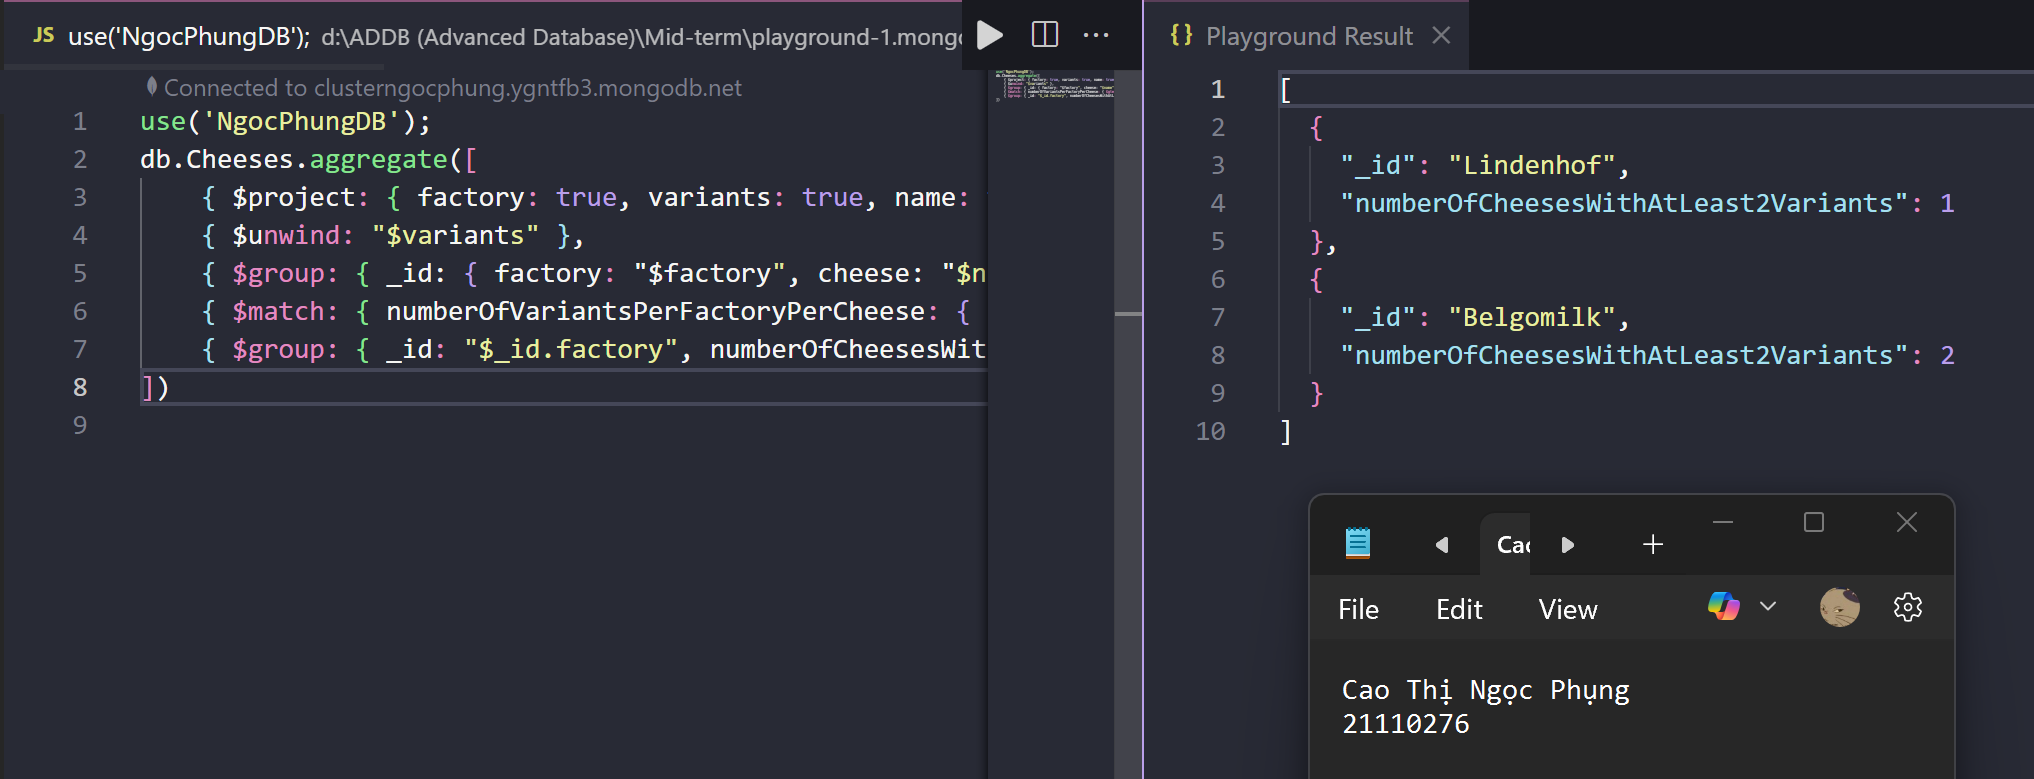 JS use('NgocPhungDB'); d:\ADDB (Advanced Database)\Mid-term\playground-1.mongo
Connected to clusterngocphung.ygntfb3.mongodb.net
1 use('NgocPhungDB');
2 db.Cheeses.aggregate([
3 { $project: { factory: true, variants: true, name:
4 { $unwind: "$variants" },
5 { $group: { _id: { factory: "$factory", cheese: "$n
6 { $match: { numberOfVariantsPerFactoryPerCheese: {
7 { $group: { _id: "$_id.factory", numberOfCheesesWit
8 ])
9
{} Playground Result
1 [
2 {
3 "_id": "Lindenhof",
4 "numberOfCheesesWithAtLeast2Variants": 1
5 },
6 {
7 "_id": "Belgomilk",
8 "numberOfCheesesWithAtLeast2Variants": 2
9 }
10 ]
Cao
File Edit View
Cao Thị Ngọc Phụng
21110276